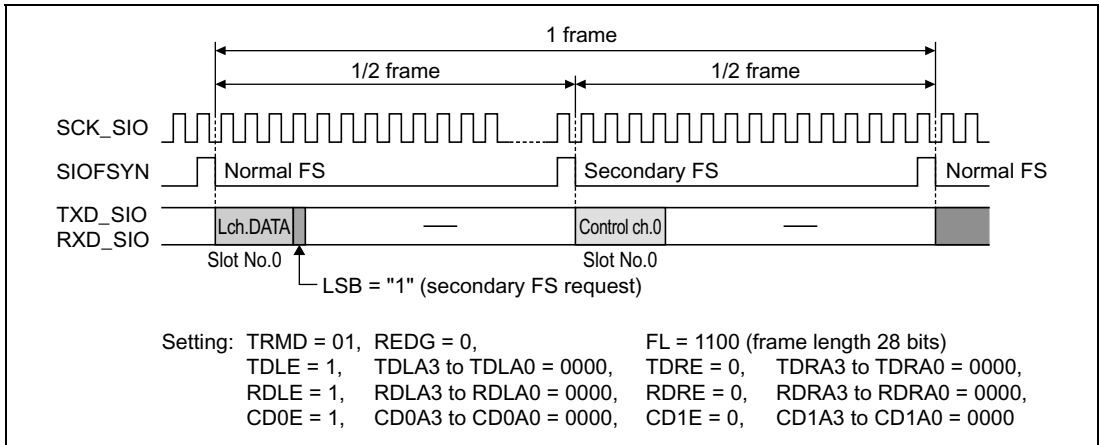 1 frame
1/2 frame 1/2 frame
SCK_SIO
SIOFSYN Normal FS Secondary FS Normal FS
TXD_SIO
RXD_SIO
Lch.DATA Control ch.0
Slot No.0 Slot No.0
LSB = "1" (secondary FS request)
Setting: TRMD = 01, REDG = 0, FL = 1100 (frame length 28 bits)
TDLE = 1, TDLA3 to TDLA0 = 0000, TDRE = 0, TDRA3 to TDRA0 = 0000,
RDLE = 1, RDLA3 to RDLA0 = 0000, RDRE = 0, RDRA3 to RDRA0 = 0000,
CD0E = 1, CD0A3 to CD0A0 = 0000, CD1E = 0, CD1A3 to CD1A0 = 0000